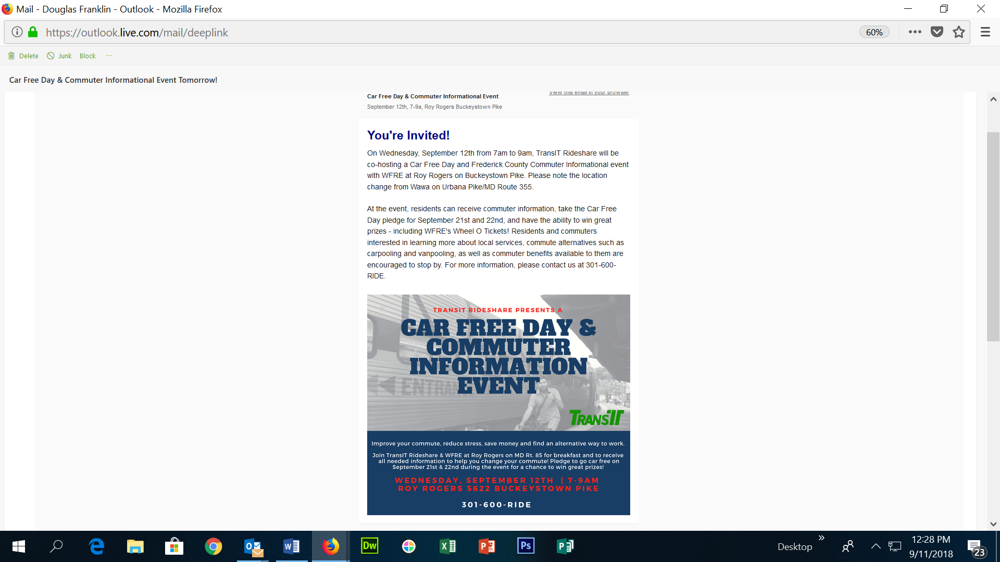 Mail - Douglas Franklin - Outlook - Mozilla Firefox
https://outlook.live.com/mail/deeplink
60%
Delete Junk Block
Car Free Day & Commuter Informational Event Tomorrow!
Car Free Day & Commuter Informational Event
View this email in your browser
September 12th, 7-9a, Roy Rogers Buckeystown Pike
You're Invited!
On Wednesday, September 12th from 7am to 9am, TransIT Rideshare will be
co-hosting a Car Free Day and Frederick County Commuter Informational event
with WFRE at Roy Rogers on Buckeystown Pike. Please note the location
change from Wawa on Urbana Pike/MD Route 355.
At the event, residents can receive commuter information, take the Car Free
Day pledge for September 21st and 22nd, and have the ability to win great
prizes - including WFRE's Wheel O Tickets! Residents and commuters
interested in learning more about local services, commute alternatives such as
carpooling and vanpooling, as well as commuter benefits available to them are
encouraged to stop by. For more information, please contact us at 301-600-
RIDE.
TRANSIT RIDESHARE PRESENTS A
CAR FREE DAY &
COMMUTER
INFORMATION
EVENT
ENTRAN
TRANSIT
Improve your commute, reduce stress, save money and find an alternative way to work.
Join TransIT Rideshare & WFRE at Roy Rogers on MD Rt. 85 for breakfast and to receive
all needed information to help you change your commute! Pledge to go car free on
September 21st & 22nd during the event for a chance to win great prizes!
WEDNESDAY, SEPTEMBER 12TH | 7-9AM
ROY ROGERS 5622 BUCKEYSTOWN PIKE
301-600-RIDE
Dw
Ps
Desktop
12:28 PM
9/11/2018
23